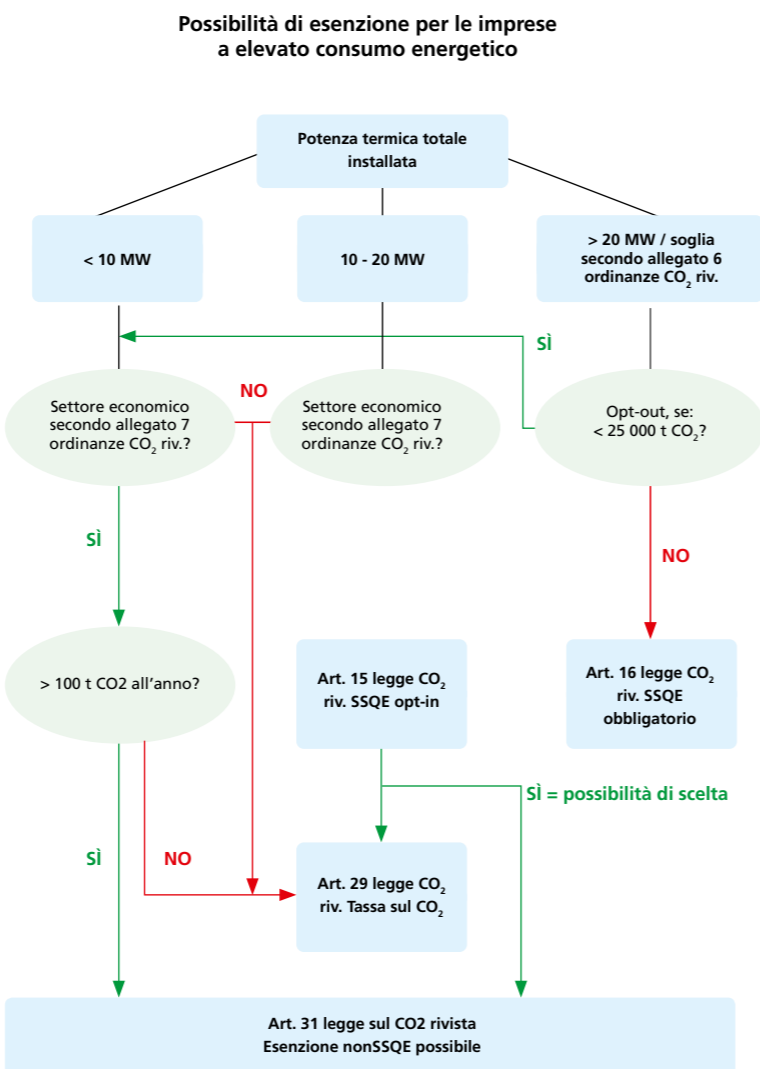 Possibilità di esenzione per le imprese
a elevato consumo energetico
Potenza termica totale
installata
< 10 MW
10 - 20 MW
> 20 MW / soglia
secondo allegato 6
ordinanze CO₂ riv.
SÌ
NO
Settore economico
secondo allegato 7
ordinanze CO₂ riv.?
Settore economico
secondo allegato 7
ordinanze CO₂ riv.?
Opt-out, se:
< 25 000 t CO₂?
SÌ
NO
> 100 t CO2 all’anno?
Art. 15 legge CO₂
riv. SSQE opt-in
Art. 16 legge CO₂
riv. SSQE
obbligatorio
SÌ = possibilità di scelta
SÌ
NO
Art. 29 legge CO₂
riv. Tassa sul CO₂
Art. 31 legge sul CO2 rivista
Esenzione nonSSQE possibile